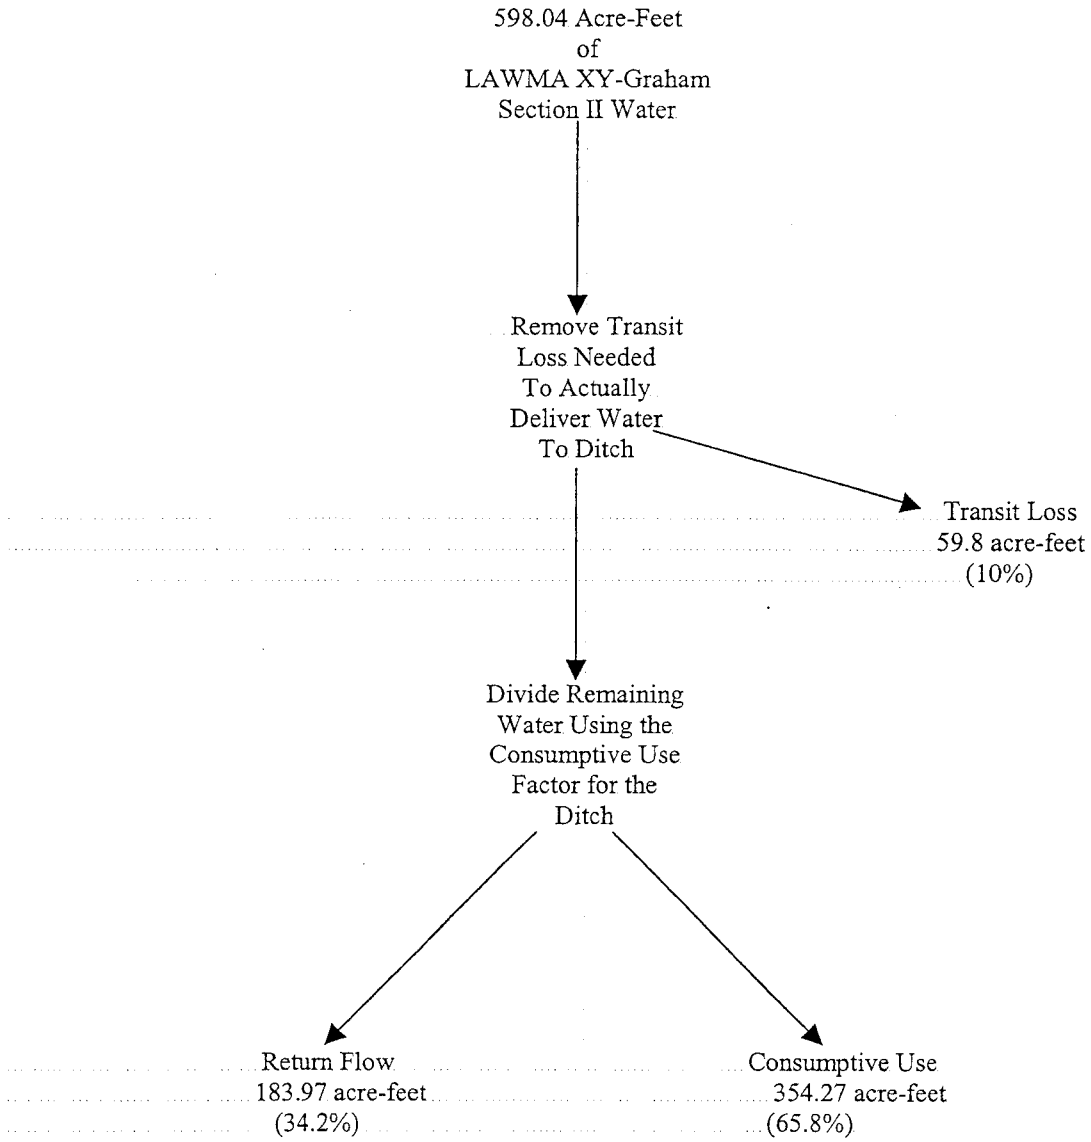 598.04 Acre-Feet
of
LAWMA XY-Graham
Section II Water
Remove Transit
Loss Needed
To Actually
Deliver Water
To Ditch
Transit Loss
59.8 acre-feet
(10%)
Divide Remaining
Water Using the
Consumptive Use
Factor for the
Ditch
Return Flow
183.97 acre-feet
(34.2%)
Consumptive Use
354.27 acre-feet
(65.8%)